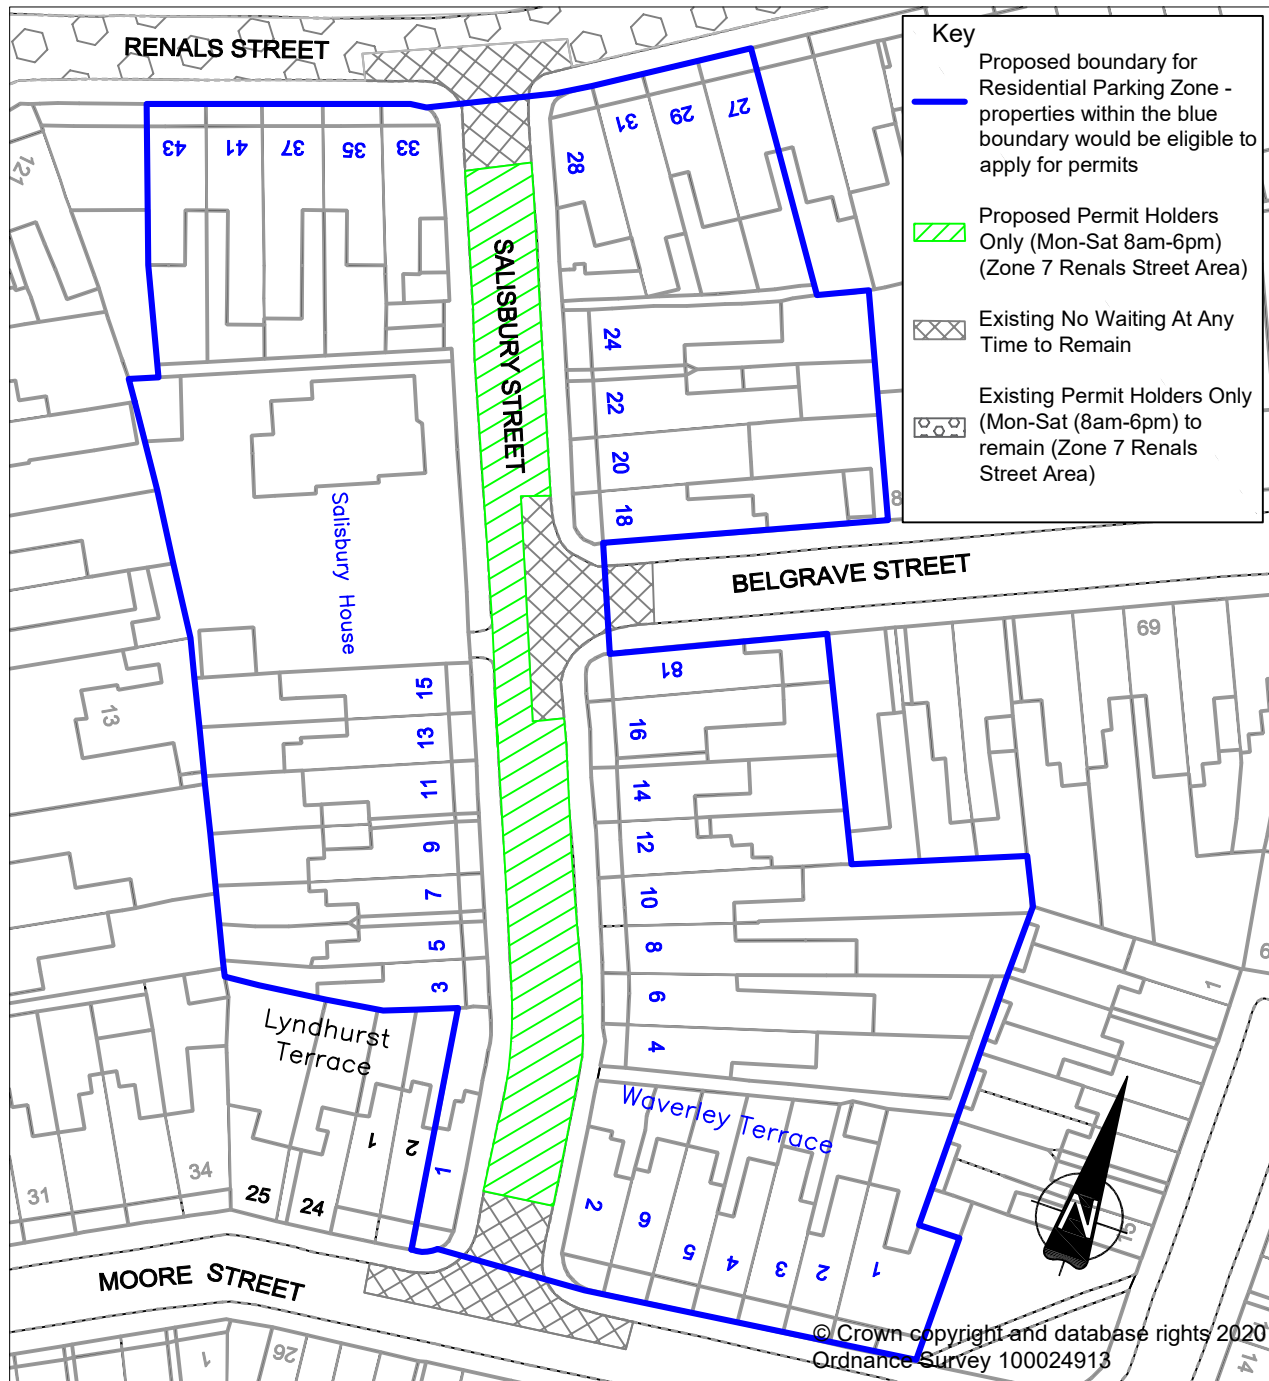 RENALS STREET
Key
Proposed boundary for
Residential Parking Zone -
properties within the blue
boundary would be eligible to
apply for permits
Proposed Permit Holders
Only (Mon-Sat 8am-6pm)
(Zone 7 Renals Street Area)
Existing No Waiting At Any
Time to Remain
Existing Permit Holders Only
(Mon-Sat (8am-6pm) to
remain (Zone 7 Renals
Street Area)
121
43
41
37
35
33
28
31
29
27
SALISBURY STREET
24
22
20
18
8
Salisbury House
BELGRAVE STREET
69
81
13
15
13
11
9
7
5
3
16
14
12
10
8
6
4
6
1
Lyndhurst
Terrace
Waverley Terrace
31
34
25
24
1
2
1
2
6
5
4
3
2
1
N
15
MOORE STREET
1
26
14
© Crown copyright and database rights 2020
Ordnance Survey 100024913